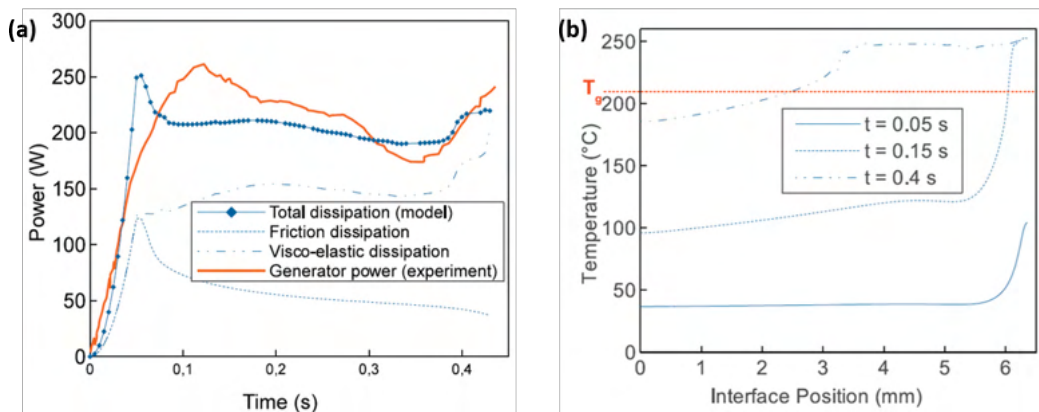 (a)
300
250
200
150
100
50
0
Power (W)
Total dissipation (model)
Friction dissipation
Visco-elastic dissipation
Generator power (experiment)
0
0,1
0,2
0,3
0,4
Time (s)
(b)
250
200
150
100
50
0
Tg
Temperature (°C)
t = 0.05 s
t = 0.15 s
t = 0.4 s
0
1
2
3
4
5
6
Interface Position (mm)